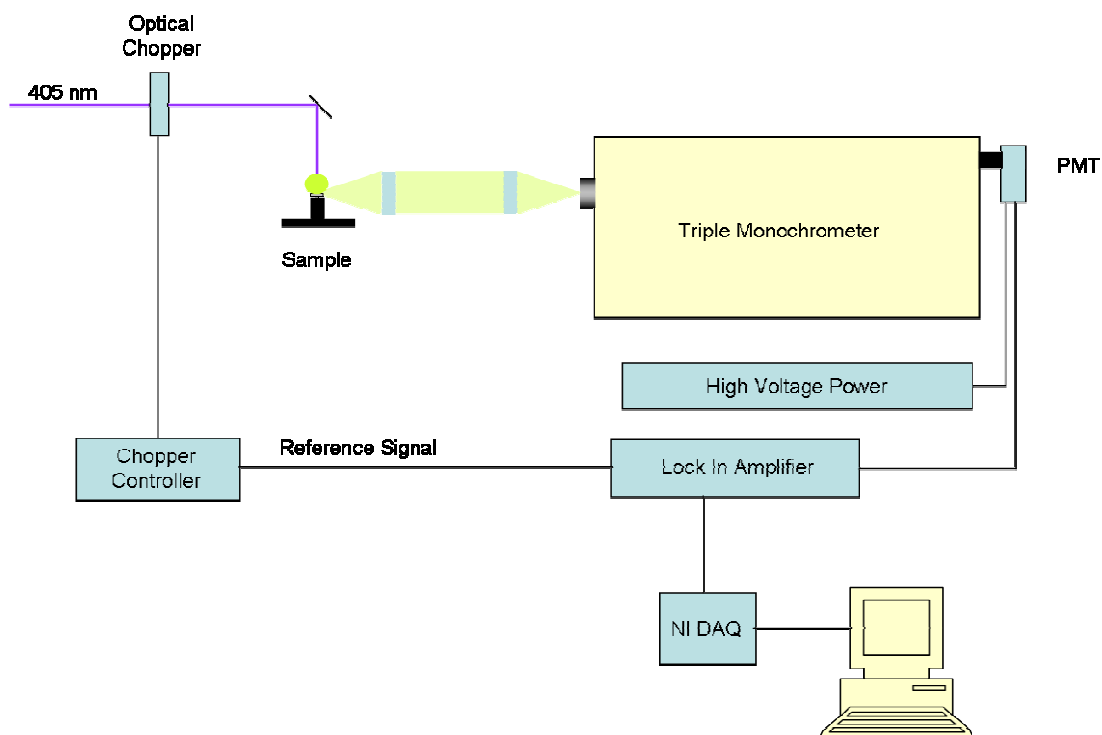 Optical
Chopper
405 nm
PMT
Triple Monochrometer
Sample
High Voltage Power
Reference Signal
Chopper
Controller
Lock In Amplifier
NI DAQ